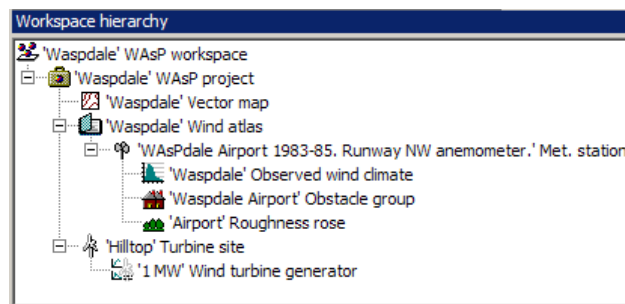 Workspace hierarchy
'Waspdale' WAsP workspace
'Waspdale' WAsP project
'Waspdale' Vector map
'Waspdale' Wind atlas
'WAsPdale Airport 1983-85. Runway NW anemometer.' Met. station
'Waspdale' Observed wind climate
'Waspdale Airport' Obstacle group
'Airport' Roughness rose
'Hilltop' Turbine site
'1 MW' Wind turbine generator